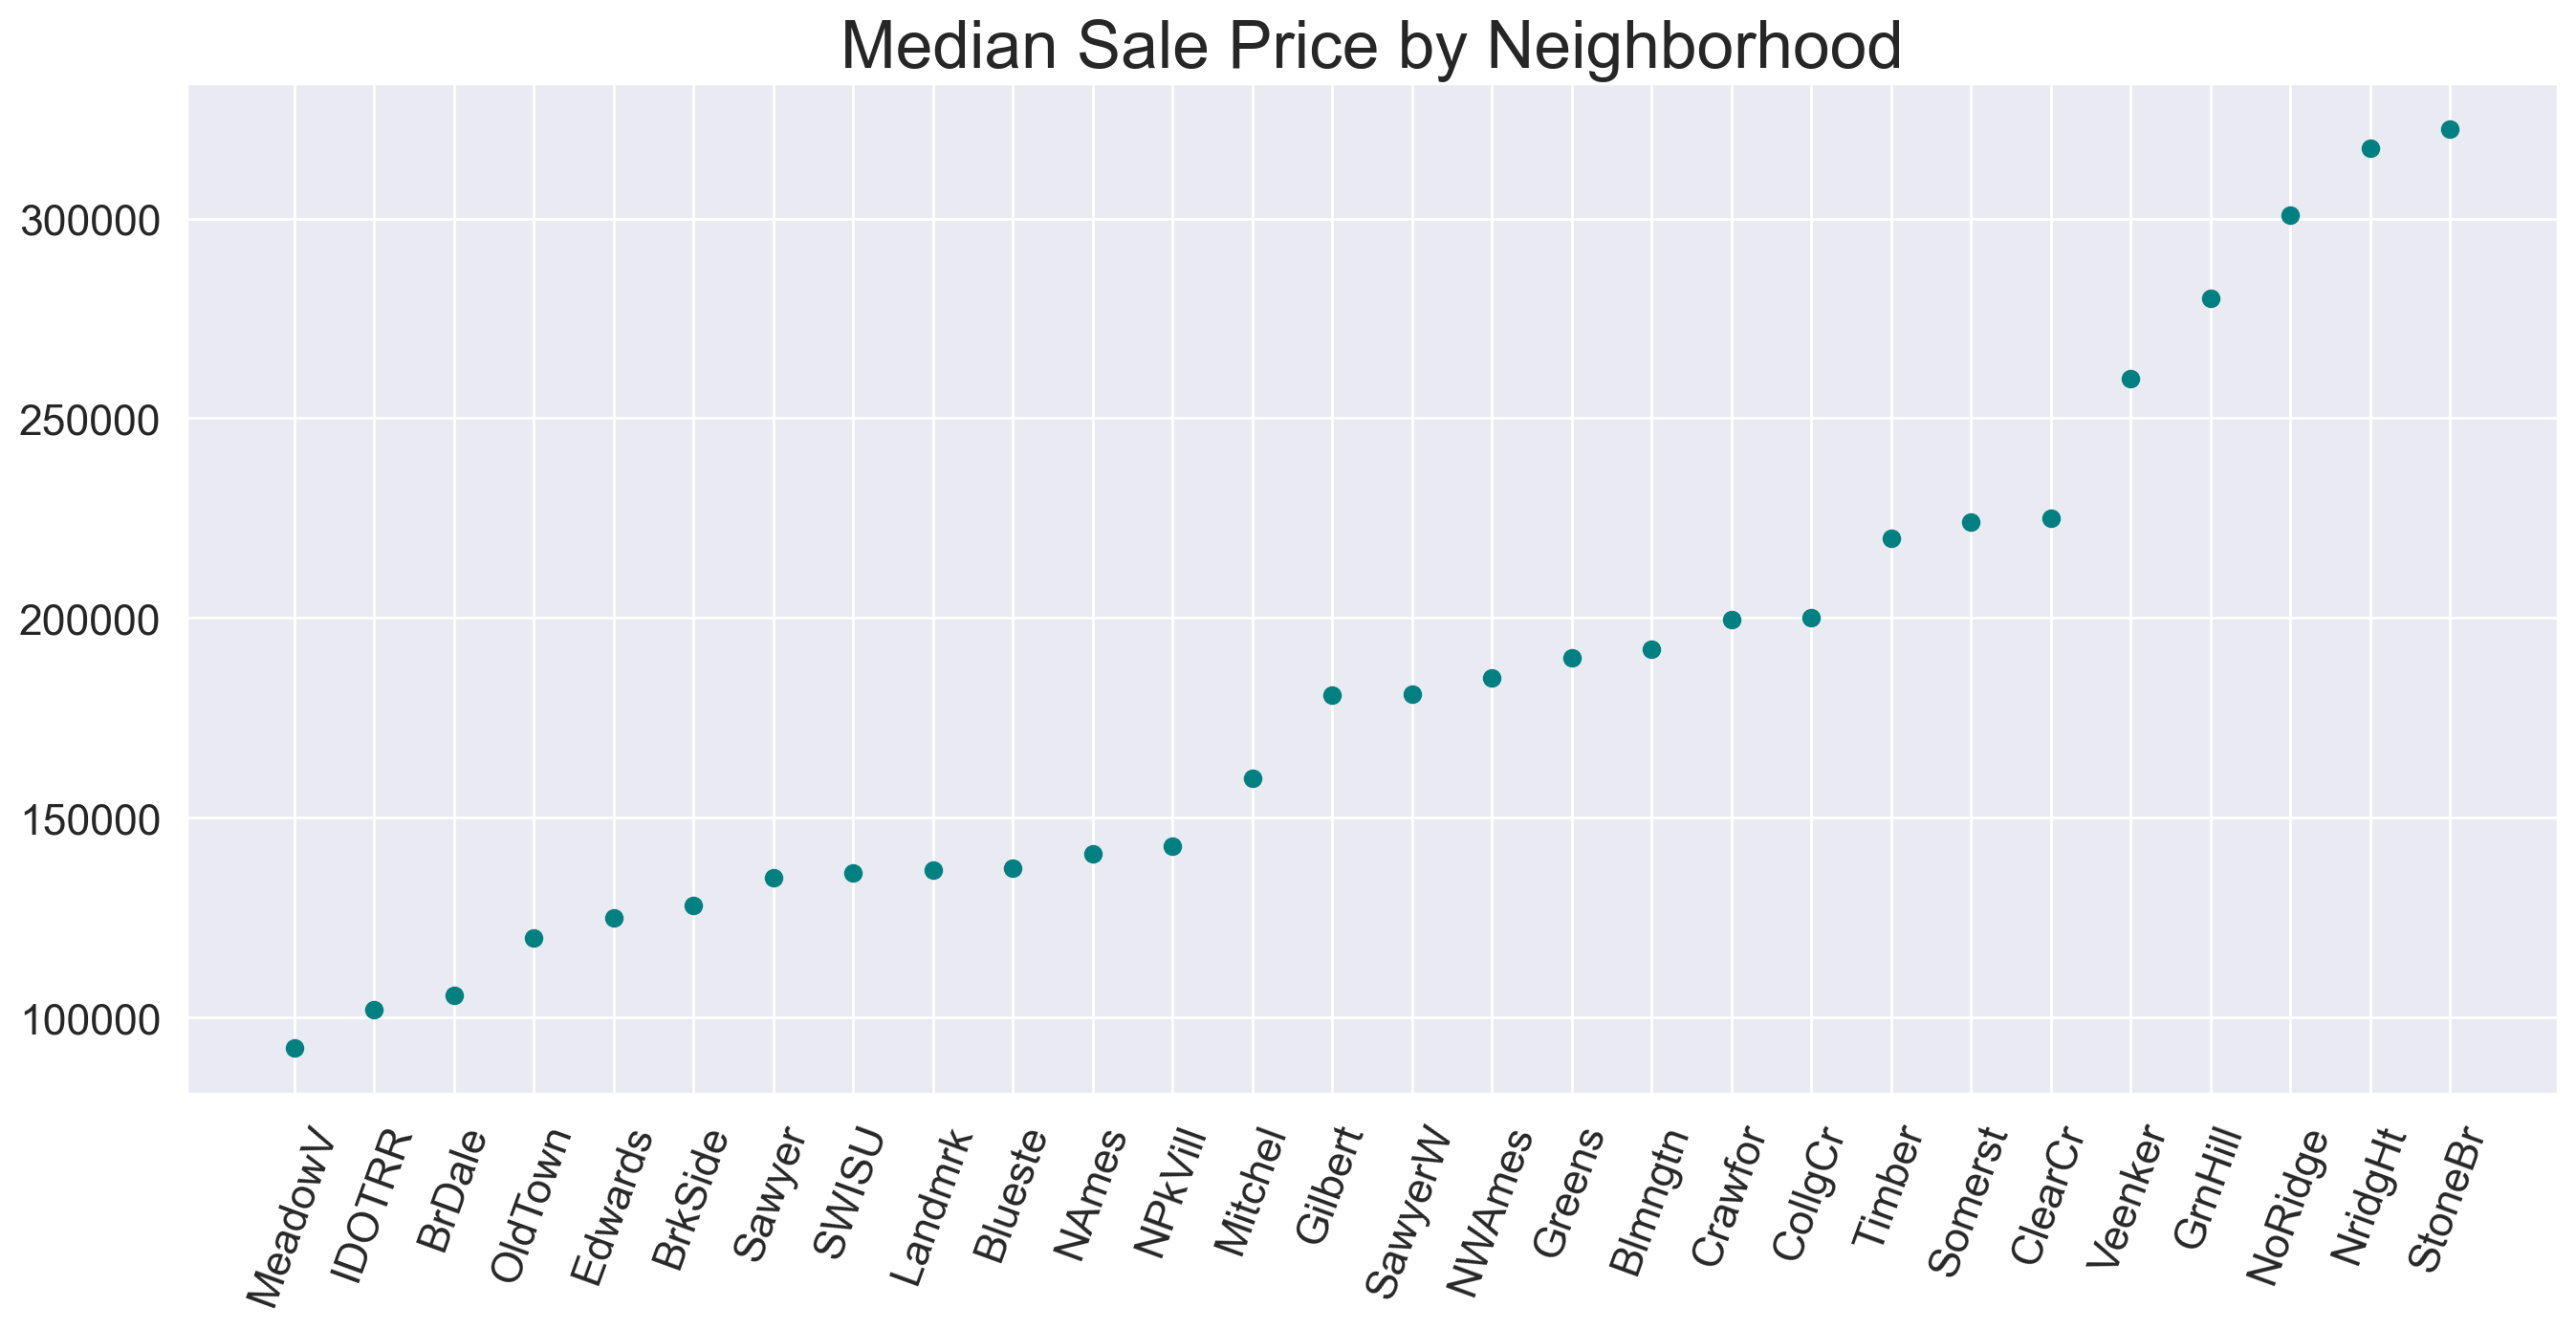 Median Sale Price by Neighborhood
300000
250000
200000
150000
100000
MeadowV
IDOTRR
BrDale
OldTown
Edwards
BrkSide
Sawyer
SWISU
Landmrk
Blueste
NAmes
NPkVill
Mitchel
Gilbert
SawyerW
NWAmes
Greens
Blmngtn
Crawfor
CollgCr
Timber
Somerst
ClearCr
Veenker
GrnHill
NoRidge
NridgHt
StoneBr